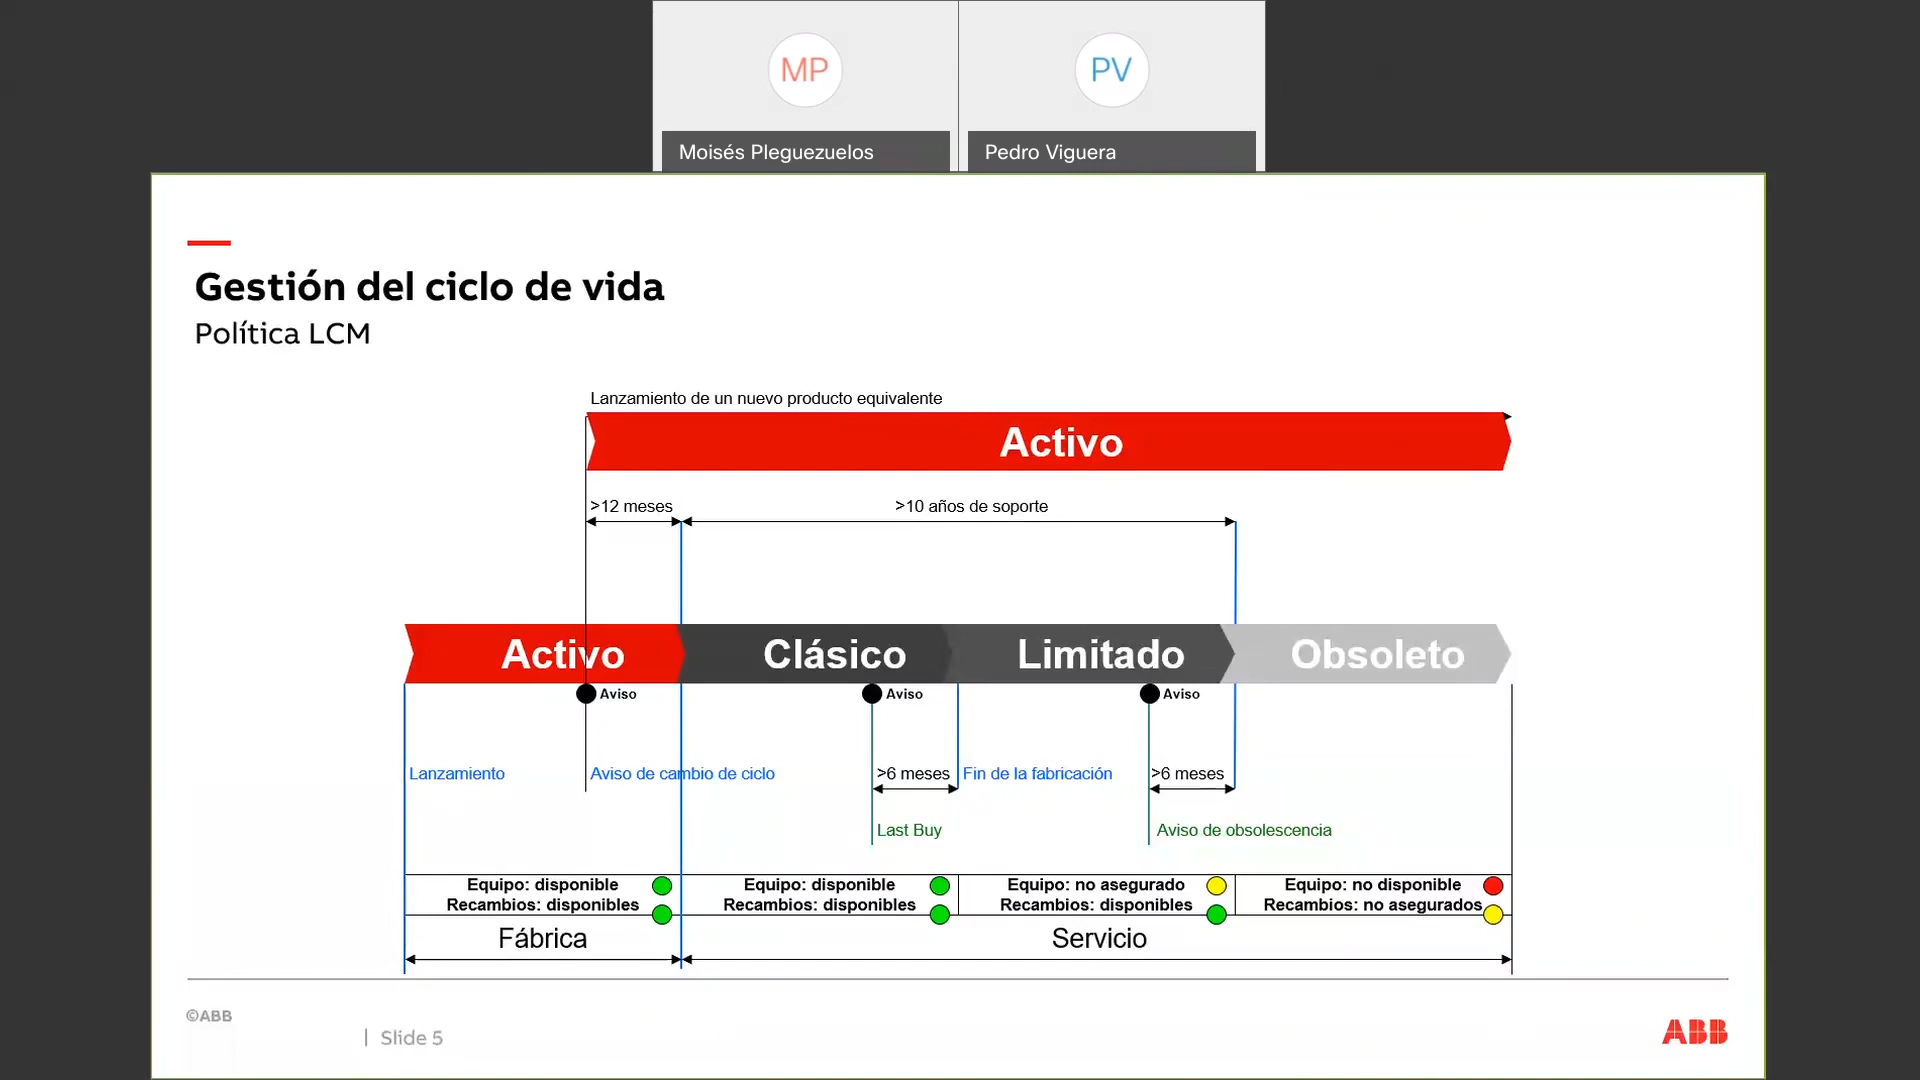 MP
PV
Moisés Pleguezuelos
Pedro Viguera
Gestión del ciclo de vida
Política LCM
Lanzamiento de un nuevo producto equivalente
Activo
>12 meses
>10 años de soporte
Activo
Clásico
Limitado
Obsoleto
Aviso
Aviso
Aviso
Lanzamiento
Aviso de cambio de ciclo
>6 meses
Fin de la fabricación
>6 meses
Last Buy
Aviso de obsolescencia
Equipo: disponible
Recambios: disponibles
Equipo: disponible
Recambios: disponibles
Equipo: no asegurado
Recambios: disponibles
Equipo: no disponible
Recambios: no asegurados
Fábrica
Servicio
©ABB
| Slide 5
ABB